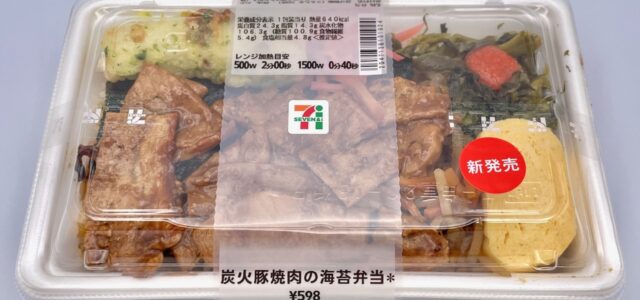 栄養成分表示 1包装当り 熱量640kcal
蛋白質24.3g 脂質14.3g 炭水化物
106.3g (糖質100.9g 食物繊維
5.4g) 食塩相当量4.8g <推定値>
レンジ加熱目安
500W 2分00秒 1500W 0分40秒
7
SEVEN&i
新発売
炭火豚焼肉の海苔弁当*
¥598